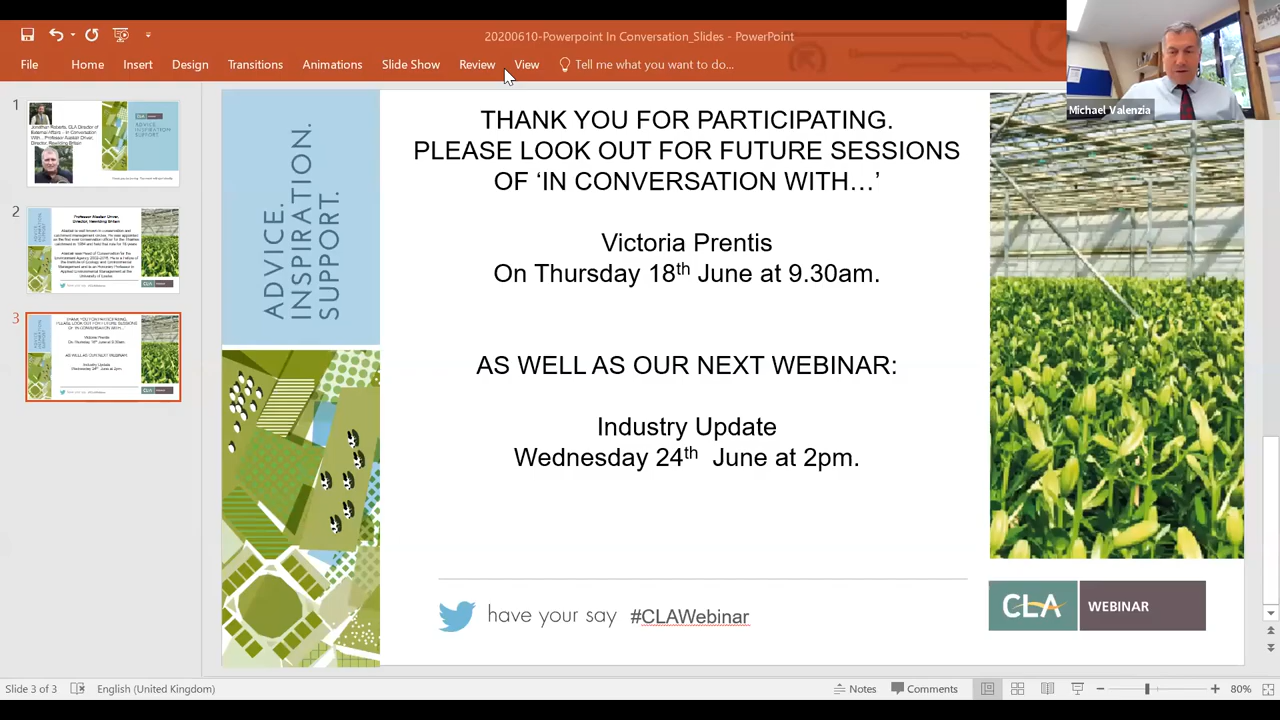 20200610-Powerpoint In Conversation_Slides - PowerPoint
File Home Insert Design Transitions Animations Slide Show Review View Tell me what you want to do...
Michael Valenzia
1
2
3
ADVICE.
INSPIRATION.
SUPPORT.
THANK YOU FOR PARTICIPATING.
PLEASE LOOK OUT FOR FUTURE SESSIONS
OF ‘IN CONVERSATION WITH…’
Victoria Prentis
On Thursday 18th June at 9.30am.
AS WELL AS OUR NEXT WEBINAR:
Industry Update
Wednesday 24th June at 2pm.
have your say #CLAWebinar
CLA WEBINAR
Slide 3 of 3 English (United Kingdom) Notes Comments 80%